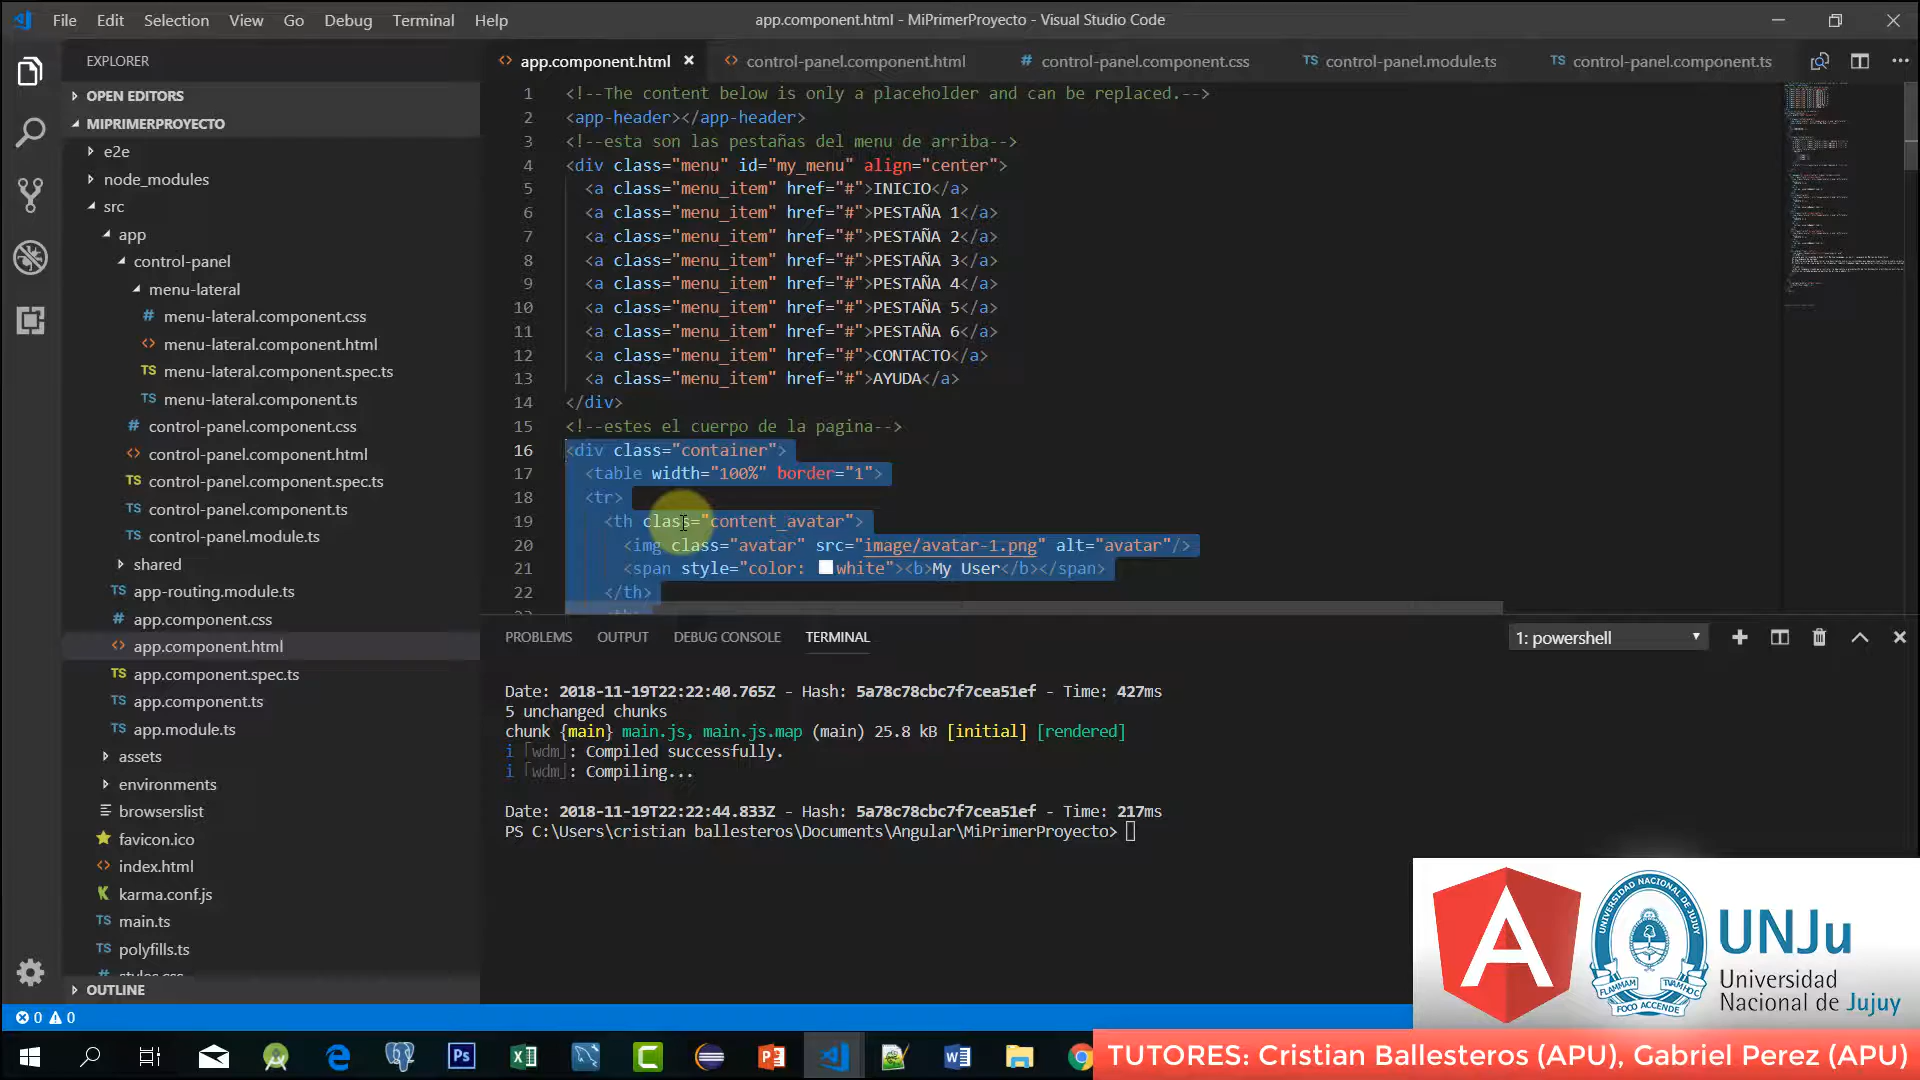 File Edit Selection View Go Debug Terminal Help
app.component.html - MiPrimerProyecto - Visual Studio Code
EXPLORER
OPEN EDITORS
MIPRIMERPROYECTO
e2e
node_modules
src
app
control-panel
menu-lateral
menu-lateral.component.css
menu-lateral.component.html
menu-lateral.component.spec.ts
menu-lateral.component.ts
control-panel.component.css
control-panel.component.html
control-panel.component.spec.ts
control-panel.component.ts
control-panel.module.ts
shared
app-routing.module.ts
app.component.css
app.component.html
app.component.spec.ts
app.component.ts
app.module.ts
assets
environments
browserslist
favicon.ico
index.html
karma.conf.js
main.ts
polyfills.ts
styles.css
OUTLINE
app.component.html control-panel.component.html control-panel.component.css control-panel.module.ts control-panel.component.ts
1 <!--The content below is only a placeholder and can be replaced.-->
2 <app-header></app-header>
3 <!--esta son las pestañas del menu de arriba-->
4 <div class="menu" id="my_menu" align="center">
5 <a class="menu_item" href="#">INICIO</a>
6 <a class="menu_item" href="#">PESTAÑA 1</a>
7 <a class="menu_item" href="#">PESTAÑA 2</a>
8 <a class="menu_item" href="#">PESTAÑA 3</a>
9 <a class="menu_item" href="#">PESTAÑA 4</a>
10 <a class="menu_item" href="#">PESTAÑA 5</a>
11 <a class="menu_item" href="#">PESTAÑA 6</a>
12 <a class="menu_item" href="#">CONTACTO</a>
13 <a class="menu_item" href="#">AYUDA</a>
14 </div>
15 <!--estes el cuerpo de la pagina-->
16 <div class="container">
17 <table width="100%" border="1">
18 <tr>
19 <th class="content_avatar">
20 <img class="avatar" src="image/avatar-1.png" alt="avatar"/>
21 <span style="color: white"><b>My User</b></span>
22 </th>
PROBLEMS OUTPUT DEBUG CONSOLE TERMINAL 1: powershell
Date: 2018-11-19T22:22:40.765Z - Hash: 5a78c78cbc7f7cea51ef - Time: 427ms
5 unchanged chunks
chunk {main} main.js, main.js.map (main) 25.8 kB [initial] [rendered]
i ｢wdm｣: Compiled successfully.
i ｢wdm｣: Compiling...
Date: 2018-11-19T22:22:44.833Z - Hash: 5a78c78cbc7f7cea51ef - Time: 217ms
PS C:\Users\cristian ballesteros\Documents\Angular\MiPrimerProyecto>
0 0
A
UNIVERSIDAD NACIONAL DE JUJUY
FOCO ACCENDE
UNJu
Universidad
Nacional de Jujuy
TUTORES: Cristian Ballesteros (APU), Gabriel Perez (APU)